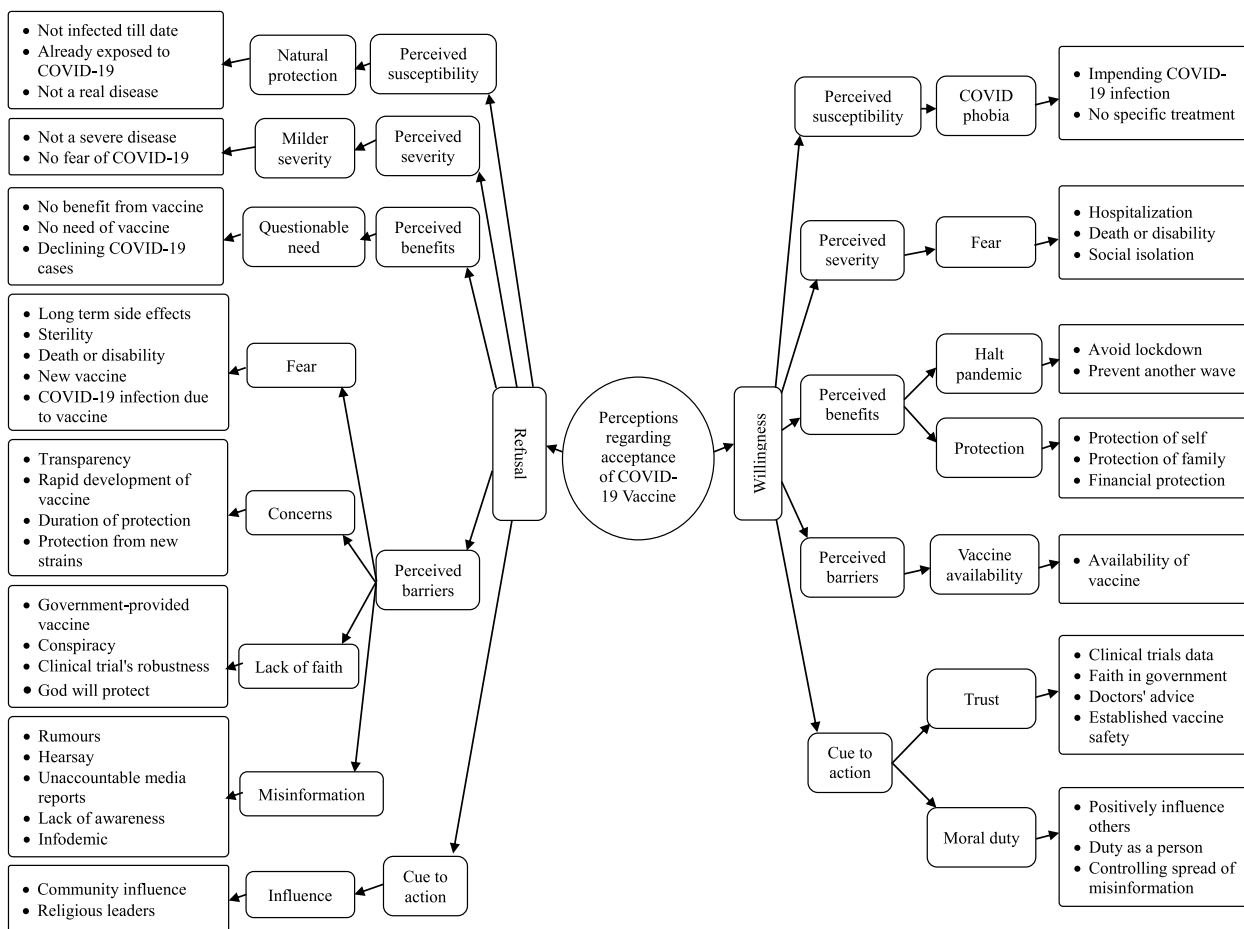 • Not infected till date
• Already exposed to
COVID-19
• Not a real disease
Natural
protection
Perceived
susceptibility
• Not a severe disease
• No fear of COVID-19
Milder
severity
Perceived
severity
• No benefit from vaccine
• No need of vaccine
• Declining COVID-19
cases
Questionable
need
Perceived
benefits
• Long term side effects
• Sterility
• Death or disability
• New vaccine
• COVID-19 infection due
to vaccine
Fear
• Transparency
• Rapid development of
vaccine
• Duration of protection
• Protection from new
strains
Concerns
Perceived
barriers
• Government-provided
vaccine
• Conspiracy
• Clinical trial's robustness
• God will protect
Lack of faith
• Rumours
• Hearsay
• Unaccountable media
reports
• Lack of awareness
• Infodemic
Misinformation
• Community influence
• Religious leaders
Influence
Cue to
action
Refusal
Perceptions
regarding
acceptance
of COVID-
19 Vaccine
Willingness
Perceived
susceptibility
COVID
phobia
• Impending COVID-
19 infection
• No specific treatment
Perceived
severity
Fear
• Hospitalization
• Death or disability
• Social isolation
Perceived
benefits
Halt
pandemic
• Avoid lockdown
• Prevent another wave
Protection
• Protection of self
• Protection of family
• Financial protection
Perceived
barriers
Vaccine
availability
• Availability of
vaccine
Cue to
action
Trust
• Clinical trials data
• Faith in government
• Doctors' advice
• Established vaccine
safety
Moral duty
• Positively influence
others
• Duty as a person
• Controlling spread of
misinformation